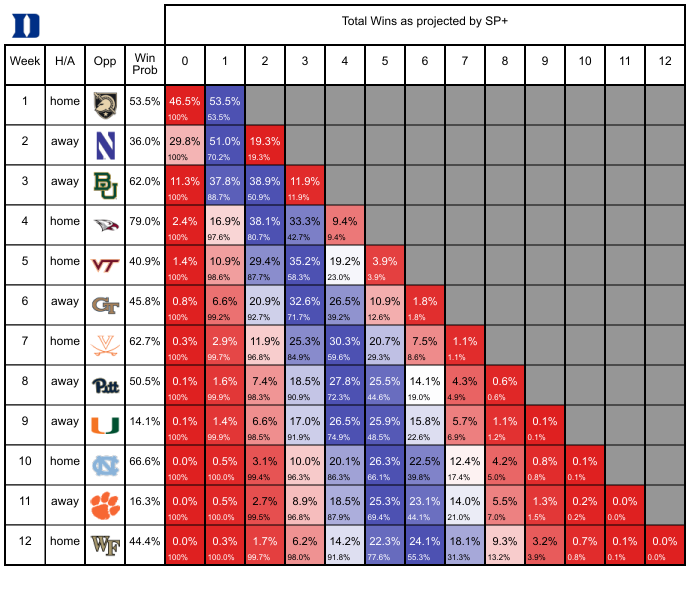 Total Wins as projected by SP+
Week H/A Opp Win Prob 0 1 2 3 4 5 6 7 8 9 10 11 12
1 home 53.5% 46.5% 53.5%
100% 53.5%
2 away N 36.0% 29.8% 51.0% 19.3%
100% 70.2% 19.3%
3 away BU 62.0% 11.3% 37.8% 38.9% 11.9%
100% 88.7% 50.9% 11.9%
4 home 79.0% 2.4% 16.9% 38.1% 33.3% 9.4%
100% 97.6% 80.7% 42.7% 9.4%
5 home VT 40.9% 1.4% 10.9% 29.4% 35.2% 19.2% 3.9%
100% 98.6% 87.7% 58.3% 23.0% 3.9%
6 away GT 45.8% 0.8% 6.6% 20.9% 32.6% 26.5% 10.9% 1.8%
100% 99.2% 92.7% 71.7% 39.2% 12.6% 1.8%
7 home V 62.7% 0.3% 2.9% 11.9% 25.3% 30.3% 20.7% 7.5% 1.1%
100% 99.7% 96.8% 84.9% 59.6% 29.3% 8.6% 1.1%
8 away Pitt 50.5% 0.1% 1.6% 7.4% 18.5% 27.8% 25.5% 14.1% 4.3% 0.6%
100% 99.9% 98.3% 90.9% 72.3% 44.6% 19.0% 4.9% 0.6%
9 away U 14.1% 0.1% 1.4% 6.6% 17.0% 26.5% 25.9% 15.8% 5.7% 1.1% 0.1%
100% 99.9% 98.5% 91.9% 74.9% 48.5% 22.6% 6.9% 1.2% 0.1%
10 home NC 66.6% 0.0% 0.5% 3.1% 10.0% 20.1% 26.3% 22.5% 12.4% 4.2% 0.8% 0.1%
100% 100.0% 99.4% 96.3% 86.3% 66.1% 39.8% 17.4% 5.0% 0.8% 0.1%
11 away 16.3% 0.0% 0.5% 2.7% 8.9% 18.5% 25.3% 23.1% 14.0% 5.5% 1.3% 0.2% 0.0%
100% 100.0% 99.5% 96.8% 87.9% 69.4% 44.1% 21.0% 7.0% 1.5% 0.2% 0.0%
12 home WF 44.4% 0.0% 0.3% 1.7% 6.2% 14.2% 22.3% 24.1% 18.1% 9.3% 3.2% 0.7% 0.1% 0.0%
100% 100.0% 99.7% 98.0% 91.8% 77.6% 55.3% 31.3% 13.2% 3.9% 0.8% 0.1% 0.0%